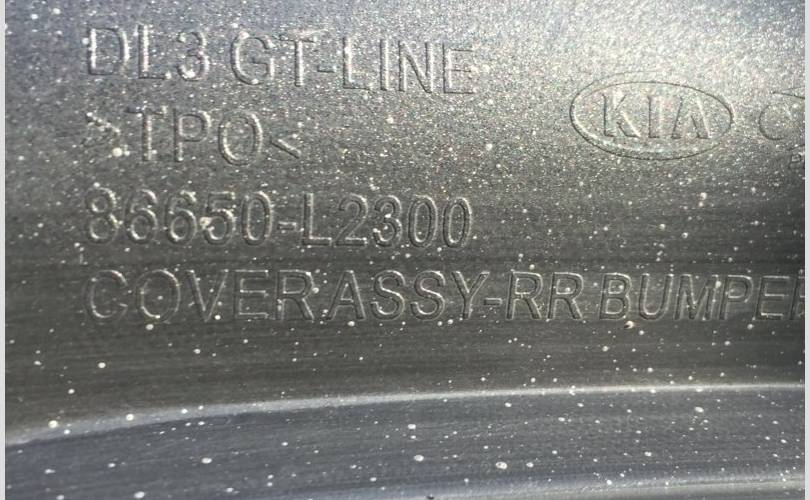 DL3 GT-LINE
>TPO<
KIA
86650-L2300
COVER ASSY-RR BUMPER